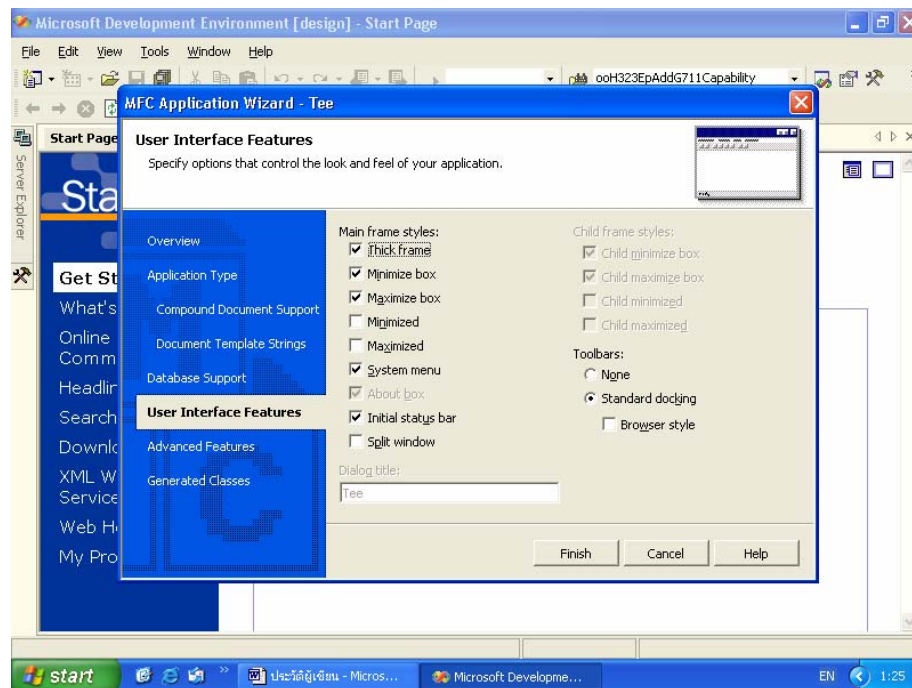 Microsoft Development Environment [design] - Start Page
File Edit View Tools Window Help
ooH323EpAddG711Capability
MFC Application Wizard - Tee
Start Page
Server Explorer
User Interface Features
Specify options that control the look and feel of your application.
Get St
What's
Online
Comm
Headlin
Search
Downlo
XML W
Service
Web H
My Pro
Overview
Application Type
Compound Document Support
Document Template Strings
Database Support
User Interface Features
Advanced Features
Generated Classes
Main frame styles:
Thick frame
Minimize box
Maximize box
Minimized
Maximized
System menu
About box
Initial status bar
Split window
Dialog title:
Tee
Child frame styles:
Child minimize box
Child maximize box
Child minimized
Child maximized
Toolbars:
None
Standard docking
Browser style
Finish Cancel Help
start
ประวัติผู้เขียน - Micros...
Microsoft Developme...
EN 1:25